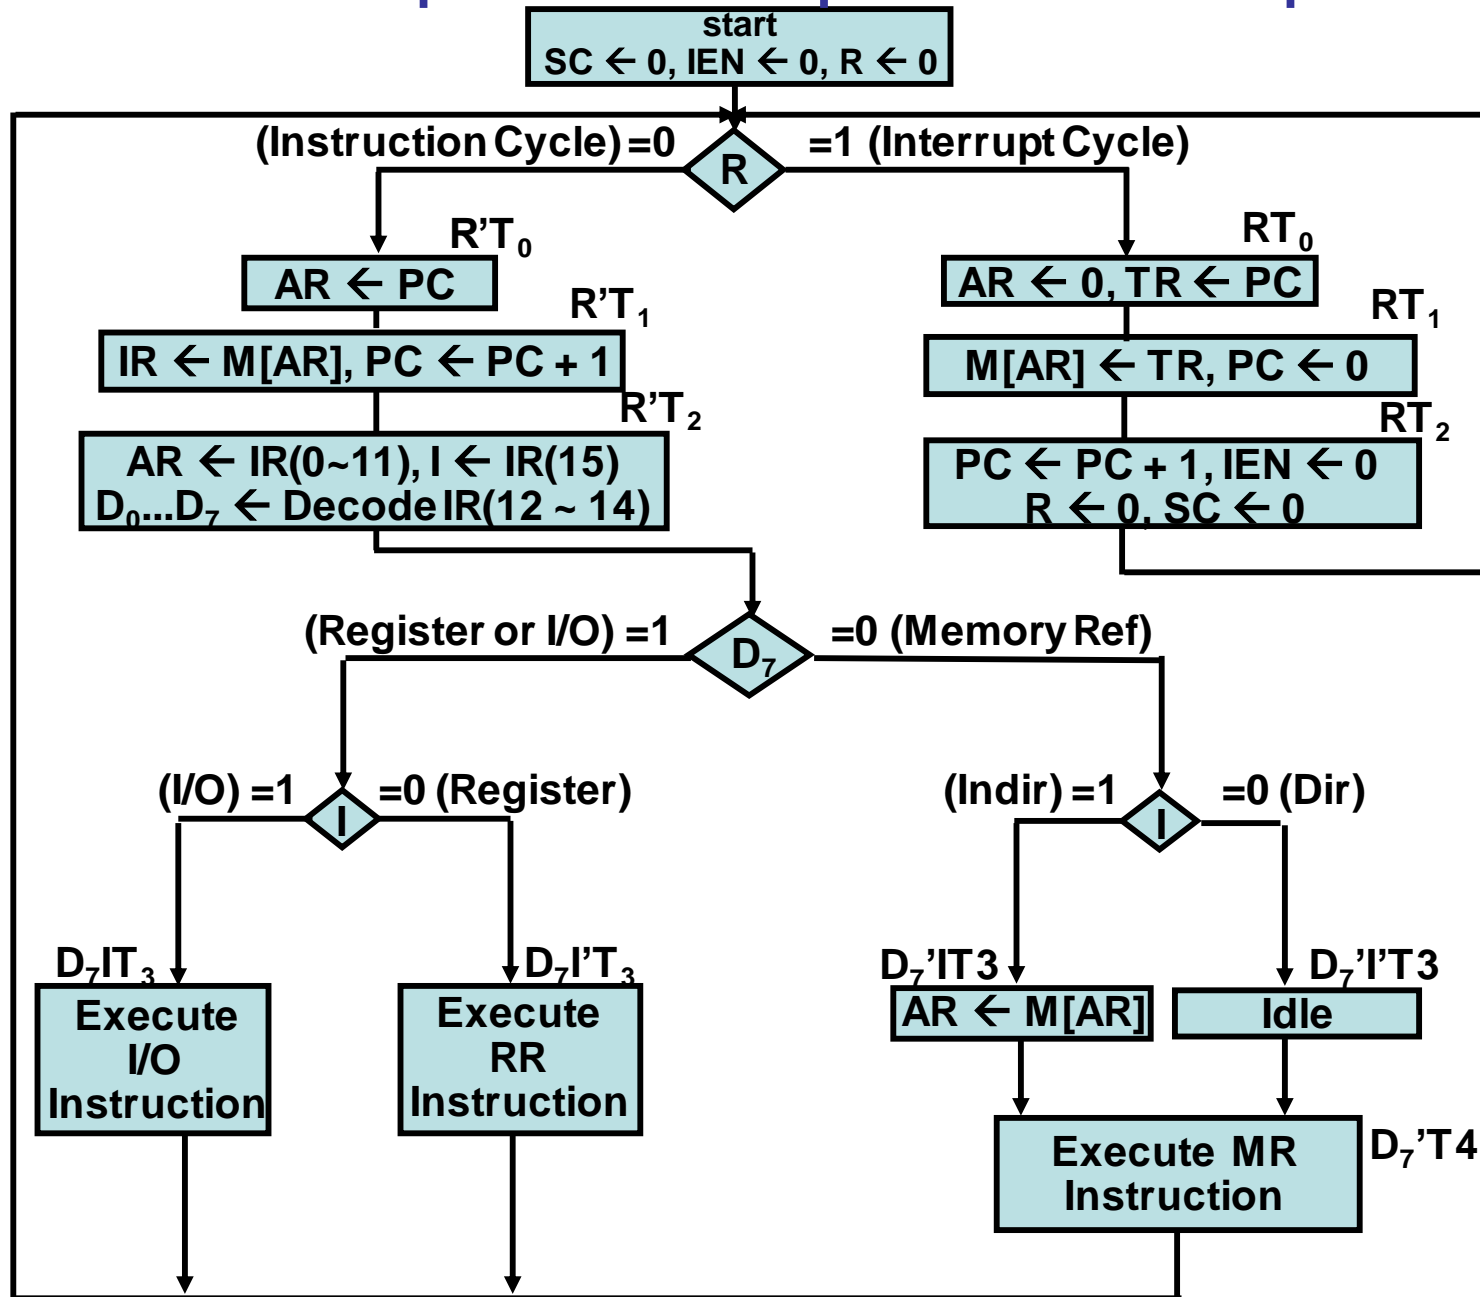 start
SC ← 0, IEN ← 0, R ← 0
(Instruction Cycle) =0
R
=1 (Interrupt Cycle)
R’T₀
AR ← PC
R’T₁
IR ← M[AR], PC ← PC + 1
R’T₂
AR ← IR(0~11), I ← IR(15)
D₀...D₇ ← Decode IR(12 ~ 14)
RT₀
AR ← 0, TR ← PC
RT₁
M[AR] ← TR, PC ← 0
RT₂
PC ← PC + 1, IEN ← 0
R ← 0, SC ← 0
(Register or I/O) =1
D₇
=0 (Memory Ref)
(I/O) =1
I
=0 (Register)
(Indir) =1
I
=0 (Dir)
D₇IT₃
Execute
I/O
Instruction
D₇I'T₃
Execute
RR
Instruction
D₇’IT3
AR ← M[AR]
D₇’I’T3
Idle
Execute MR
Instruction
D₇’T4